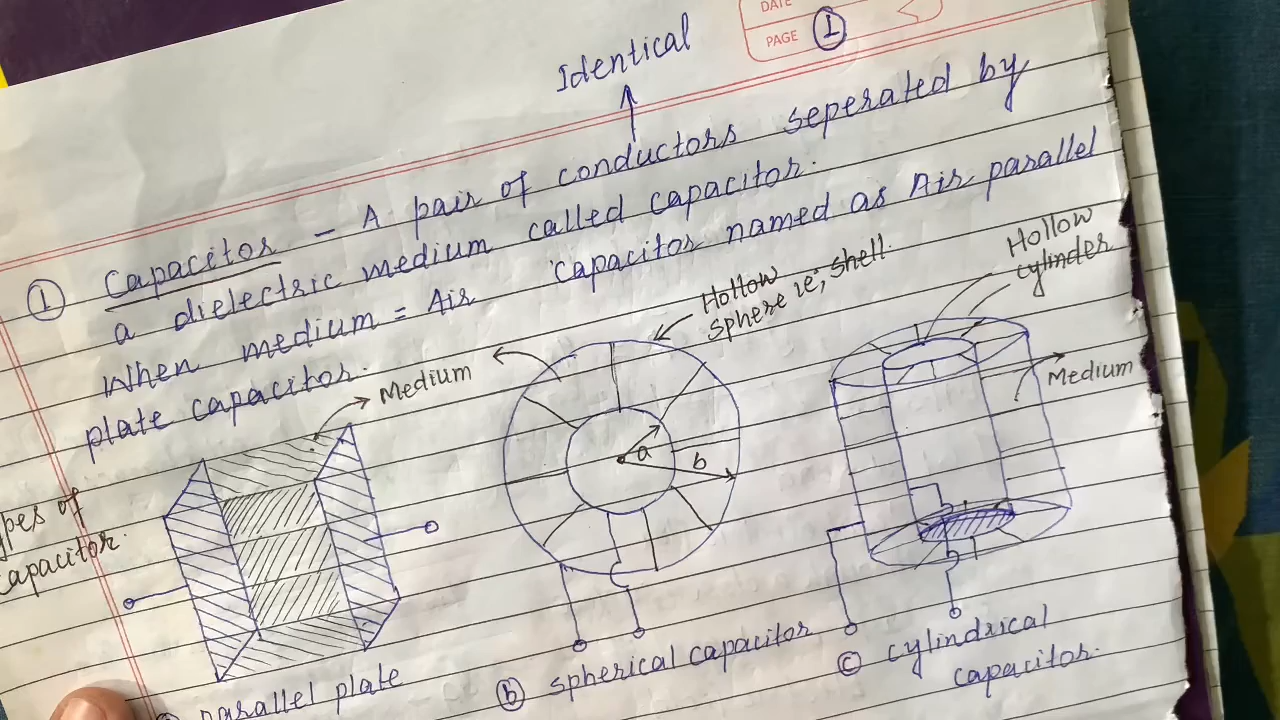 DATE
PAGE 1
Identical
① Capacitor - A pair of conductors seperated by
a dielectric medium called capacitor.
When medium = Air capacitor named as Air parallel
plate capacitor.
Medium
Hollow
sphere ie; shell
Hollow
cylinder
Medium
a
b
pes of
capacitor.
parallel plate
ⓑ spherical capacitor
ⓒ cylindrical
capacitor.